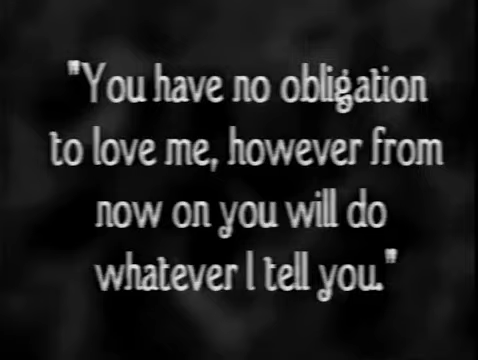 "You have no obligation
to love me, however from
now on you will do
whatever I tell you."